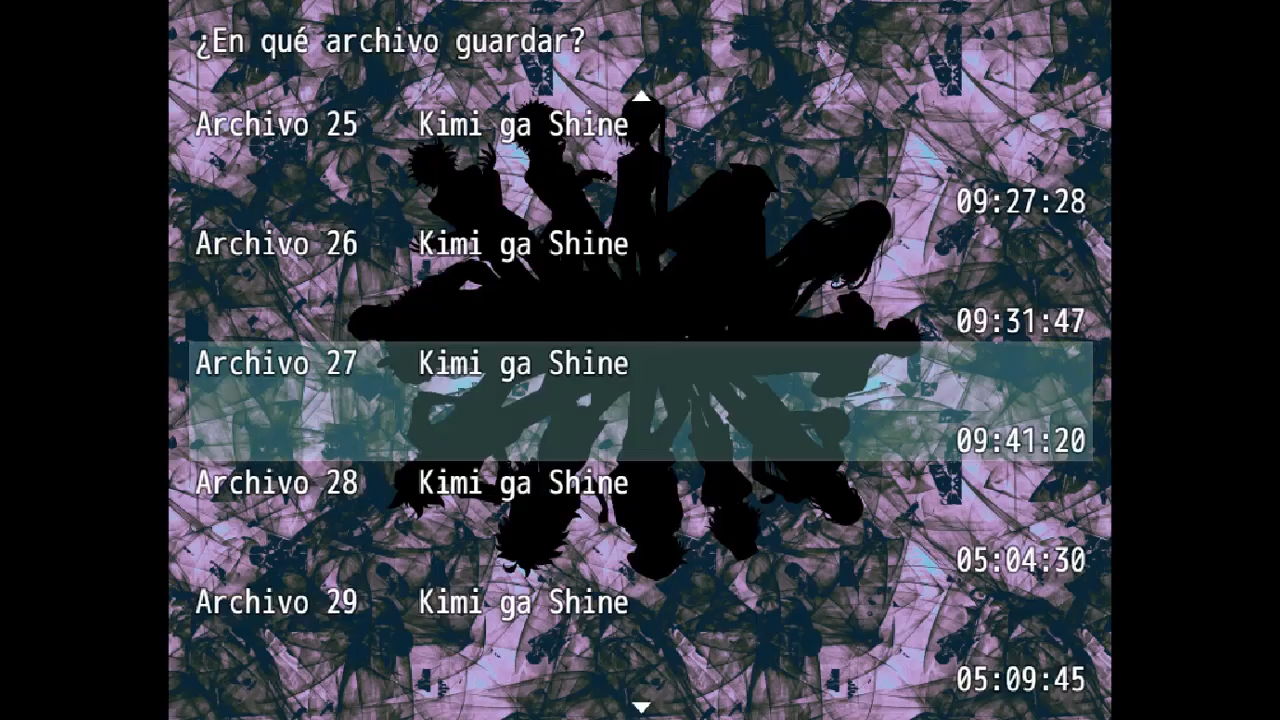 ¿En qué archivo guardar?
Archivo 25 Kimi ga Shine
09:27:28
Archivo 26 Kimi ga Shine
09:31:47
Archivo 27 Kimi ga Shine
09:41:20
Archivo 28 Kimi ga Shine
05:04:30
Archivo 29 Kimi ga Shine
05:09:45